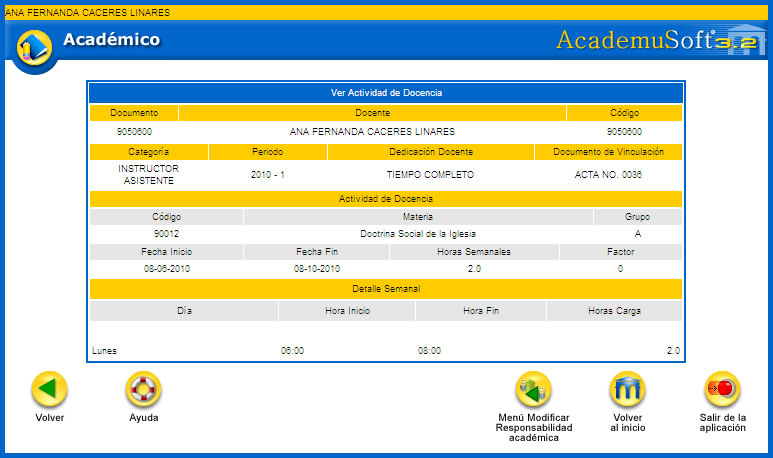 ANA FERNANDA CACERES LINARES
Académico
AcademuSoft 3.2
Ver Actividad de Docencia
Documento Docente Código
9050600 ANA FERNANDA CACERES LINARES 9050600
Categoría Periodo Dedicación Docente Documento de Vinculación
INSTRUCTOR
ASISTENTE 2010 - 1 TIEMPO COMPLETO ACTA NO. 0036
Actividad de Docencia
Código Materia Grupo
90012 Doctrina Social de la Iglesia A
Fecha Inicio Fecha Fin Horas Semanales Factor
08-06-2010 08-10-2010 2.0 0
Detalle Semanal
Día Hora Inicio Hora Fin Horas Carga
Lunes 06:00 08:00 2.0
Volver
Ayuda
Menú Modificar
Responsabilidad
académica
Volver
al inicio
Salir de la
aplicación